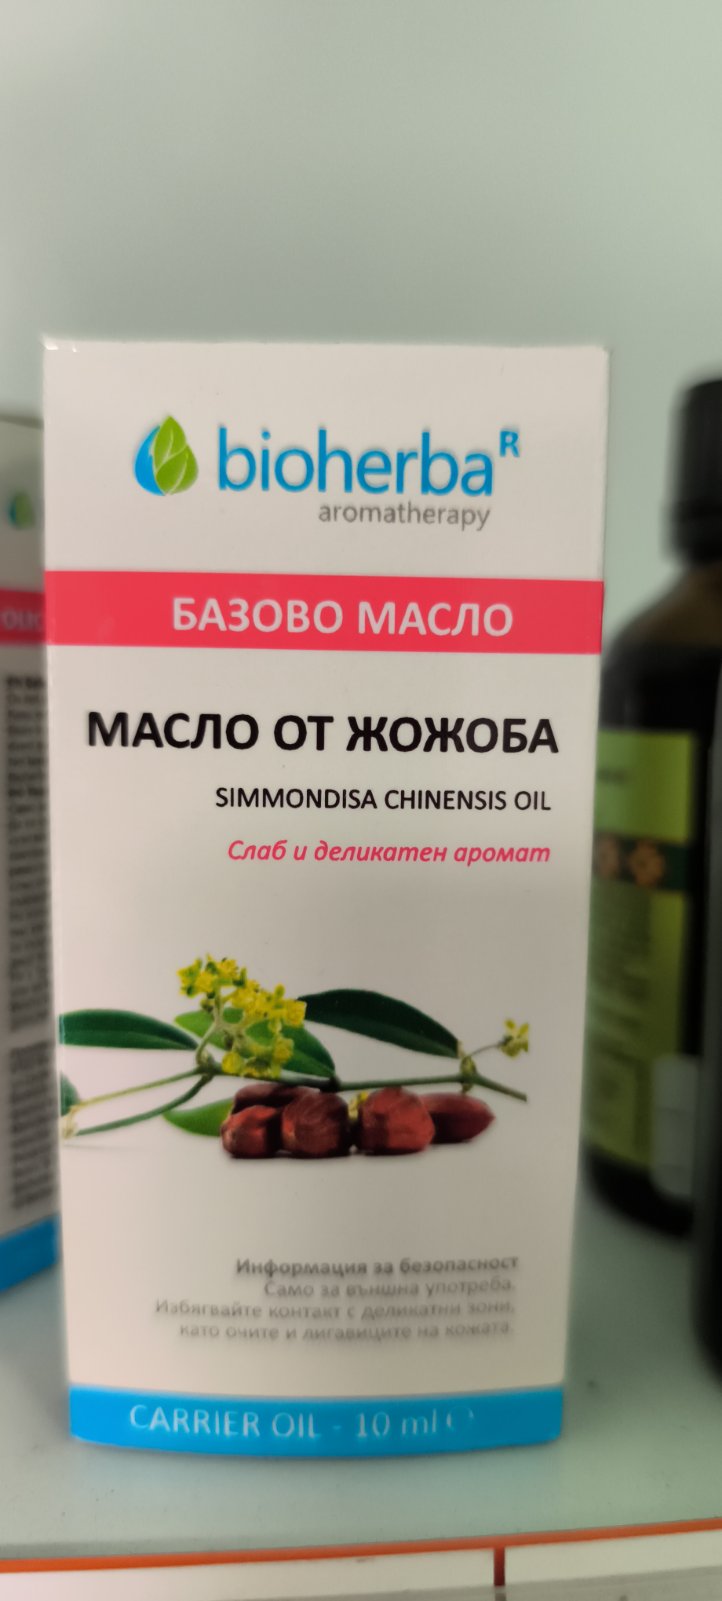 bioherba R
aromatherapy
БАЗОВО МАСЛО
МАСЛО ОТ ЖОЖОБА
SIMMONDISA CHINENSIS OIL
Слаб и деликатен аромат
Информация за безопасност
Само за външна употреба.
Избягвайте контакт с деликатни зони,
като очите и лигавиците на кожата.
CARRIER OIL - 10 ml ℮